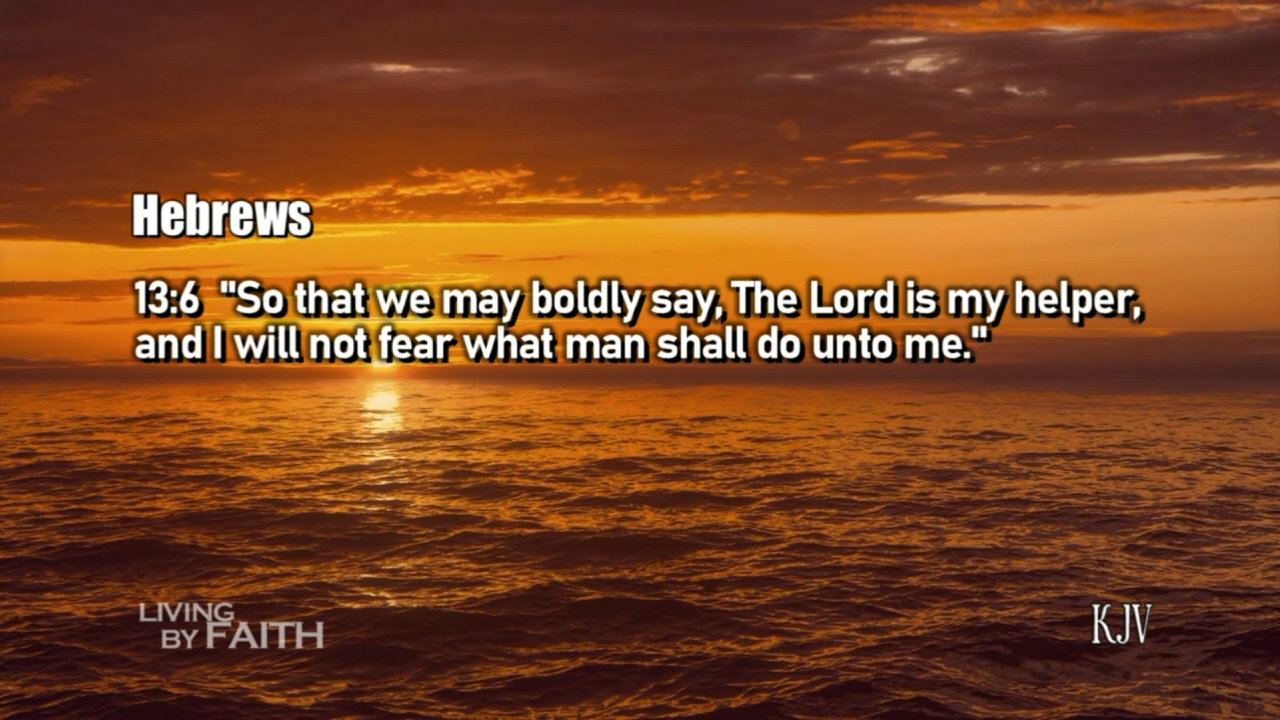 Hebrews
13:6 "So that we may boldly say, The Lord is my helper,
and I will not fear what man shall do unto me."
LIVING
BY FAITH
KJV